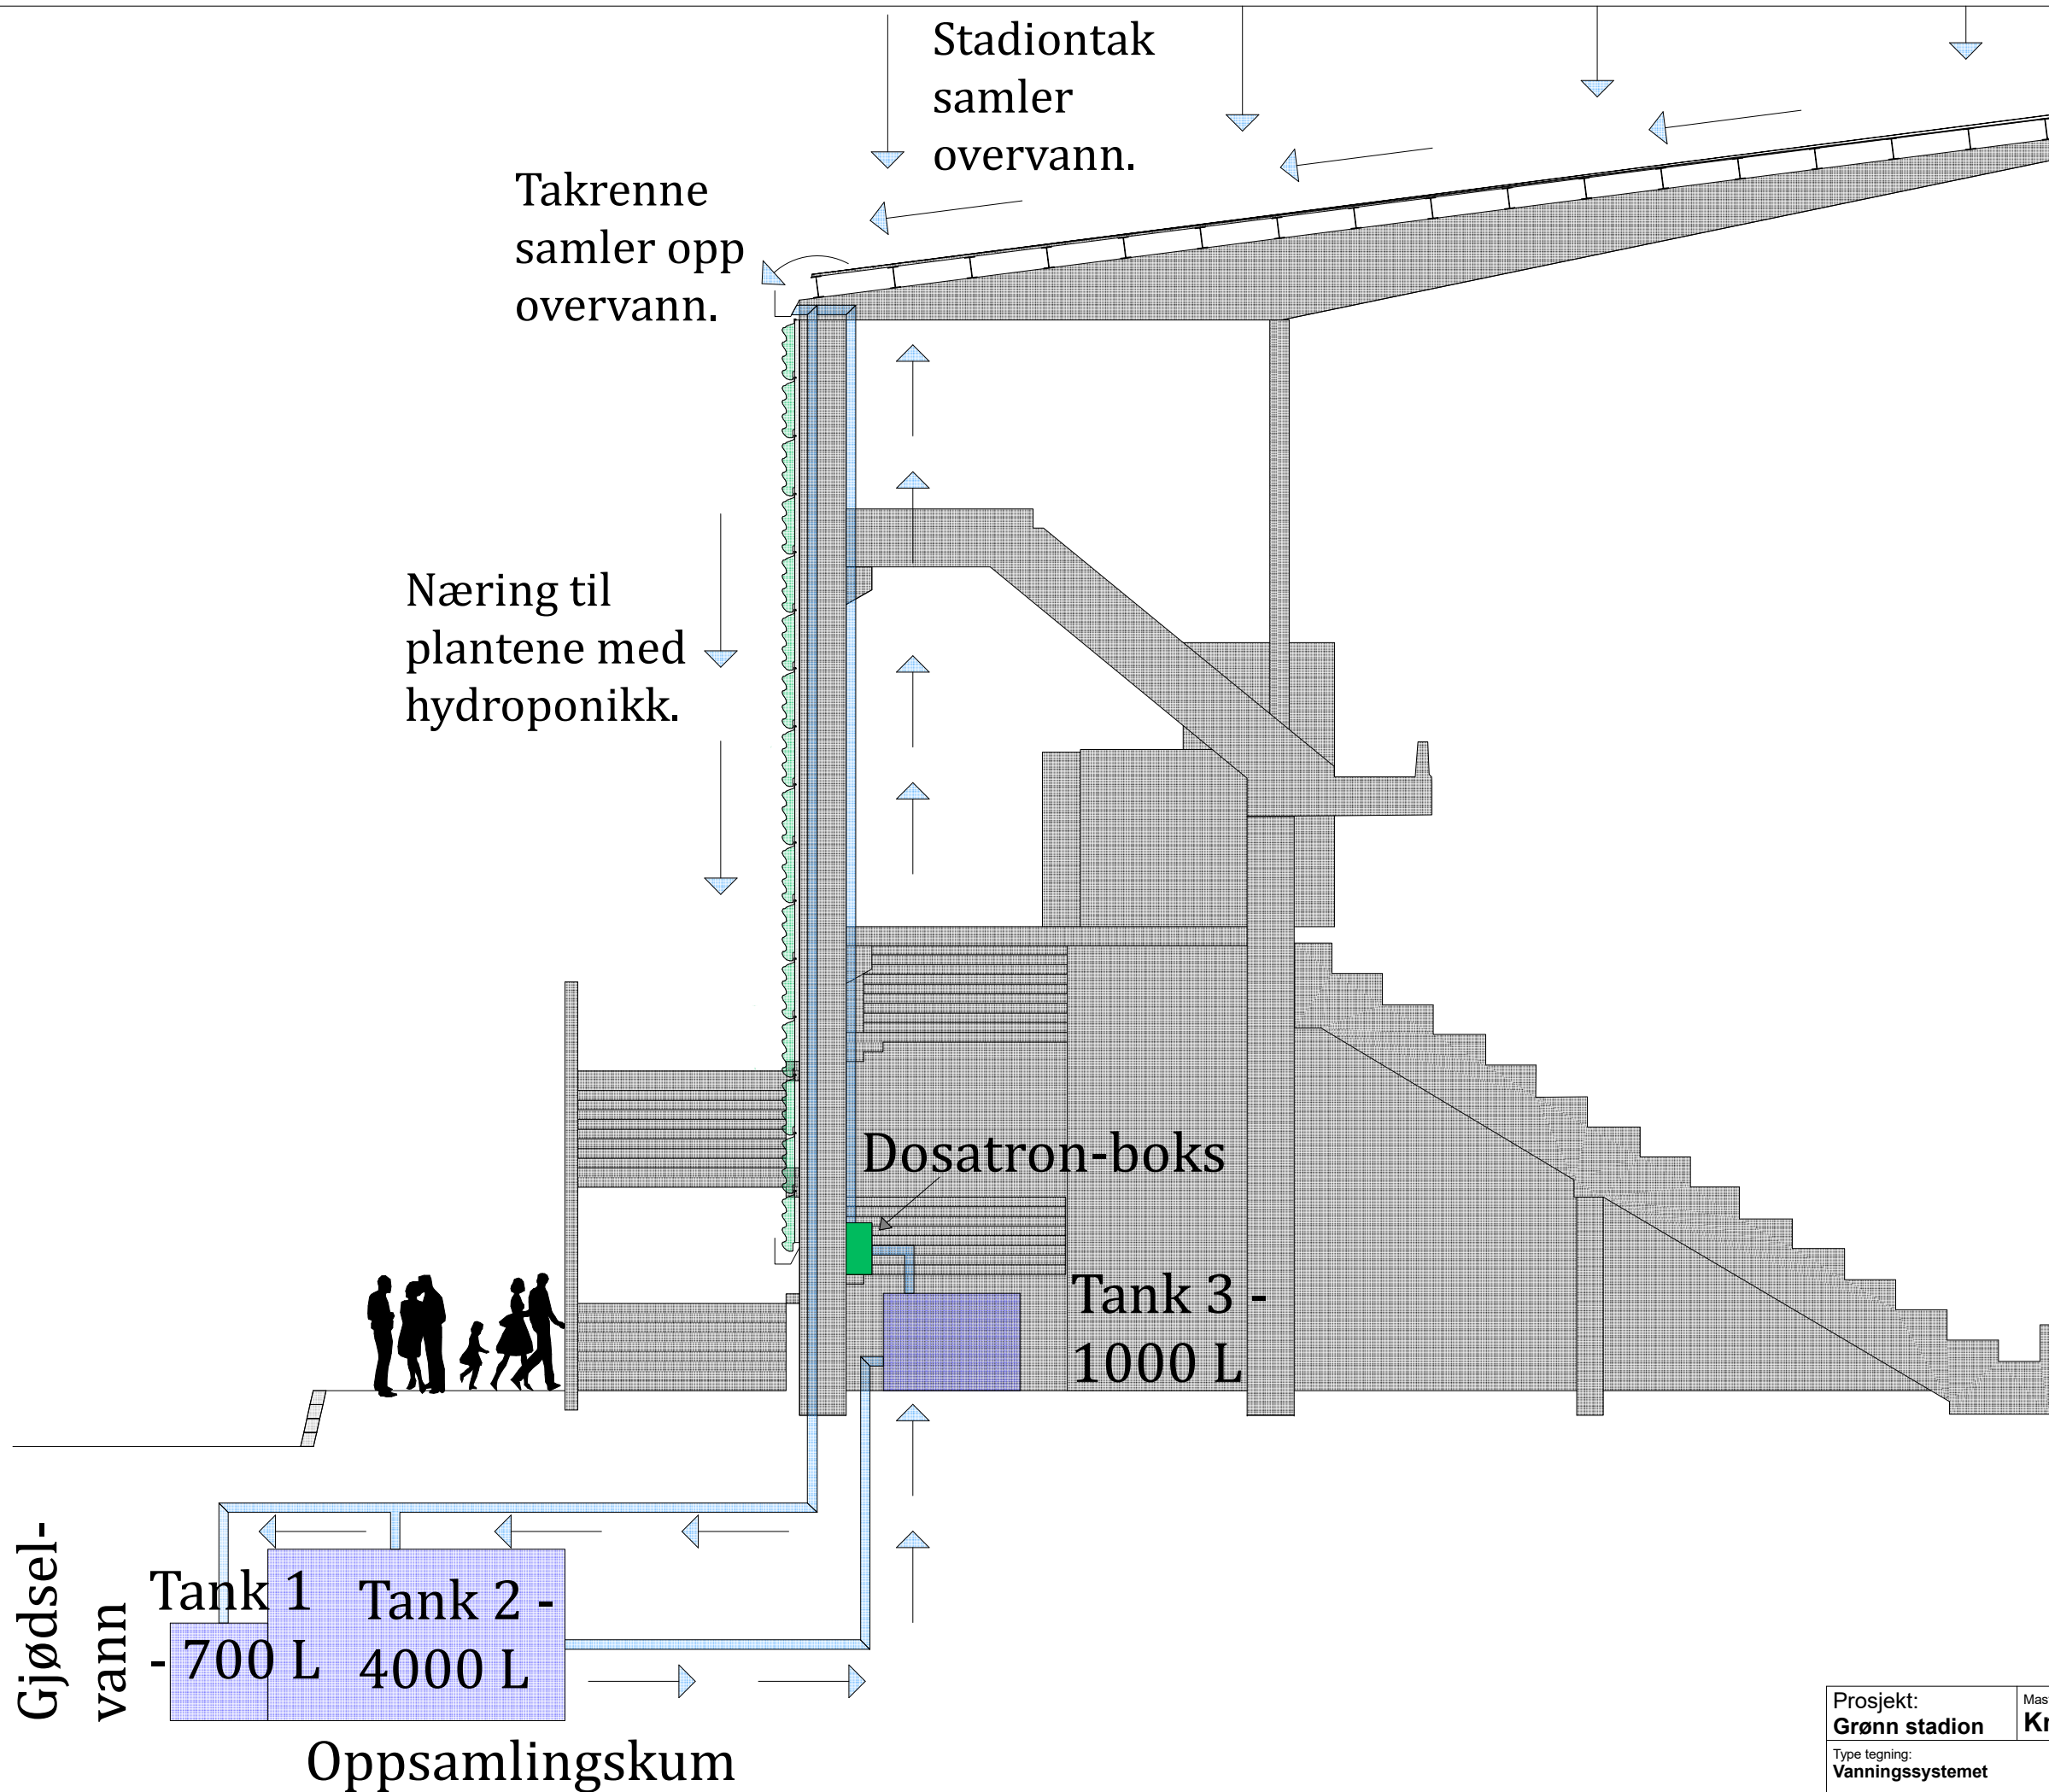 Stadiontak
samler
overvann.
Takrenne
samler opp
overvann.
Næring til
plantene med
hydroponikk.
Dosatron-boks
Tank 3 -
1000 L
Gjødsel-
vann
Tank 1
- 700 L
Tank 2 -
4000 L
Oppsamlingskum
Prosjekt:
Grønn stadion
Type tegning:
Vanningssystemet